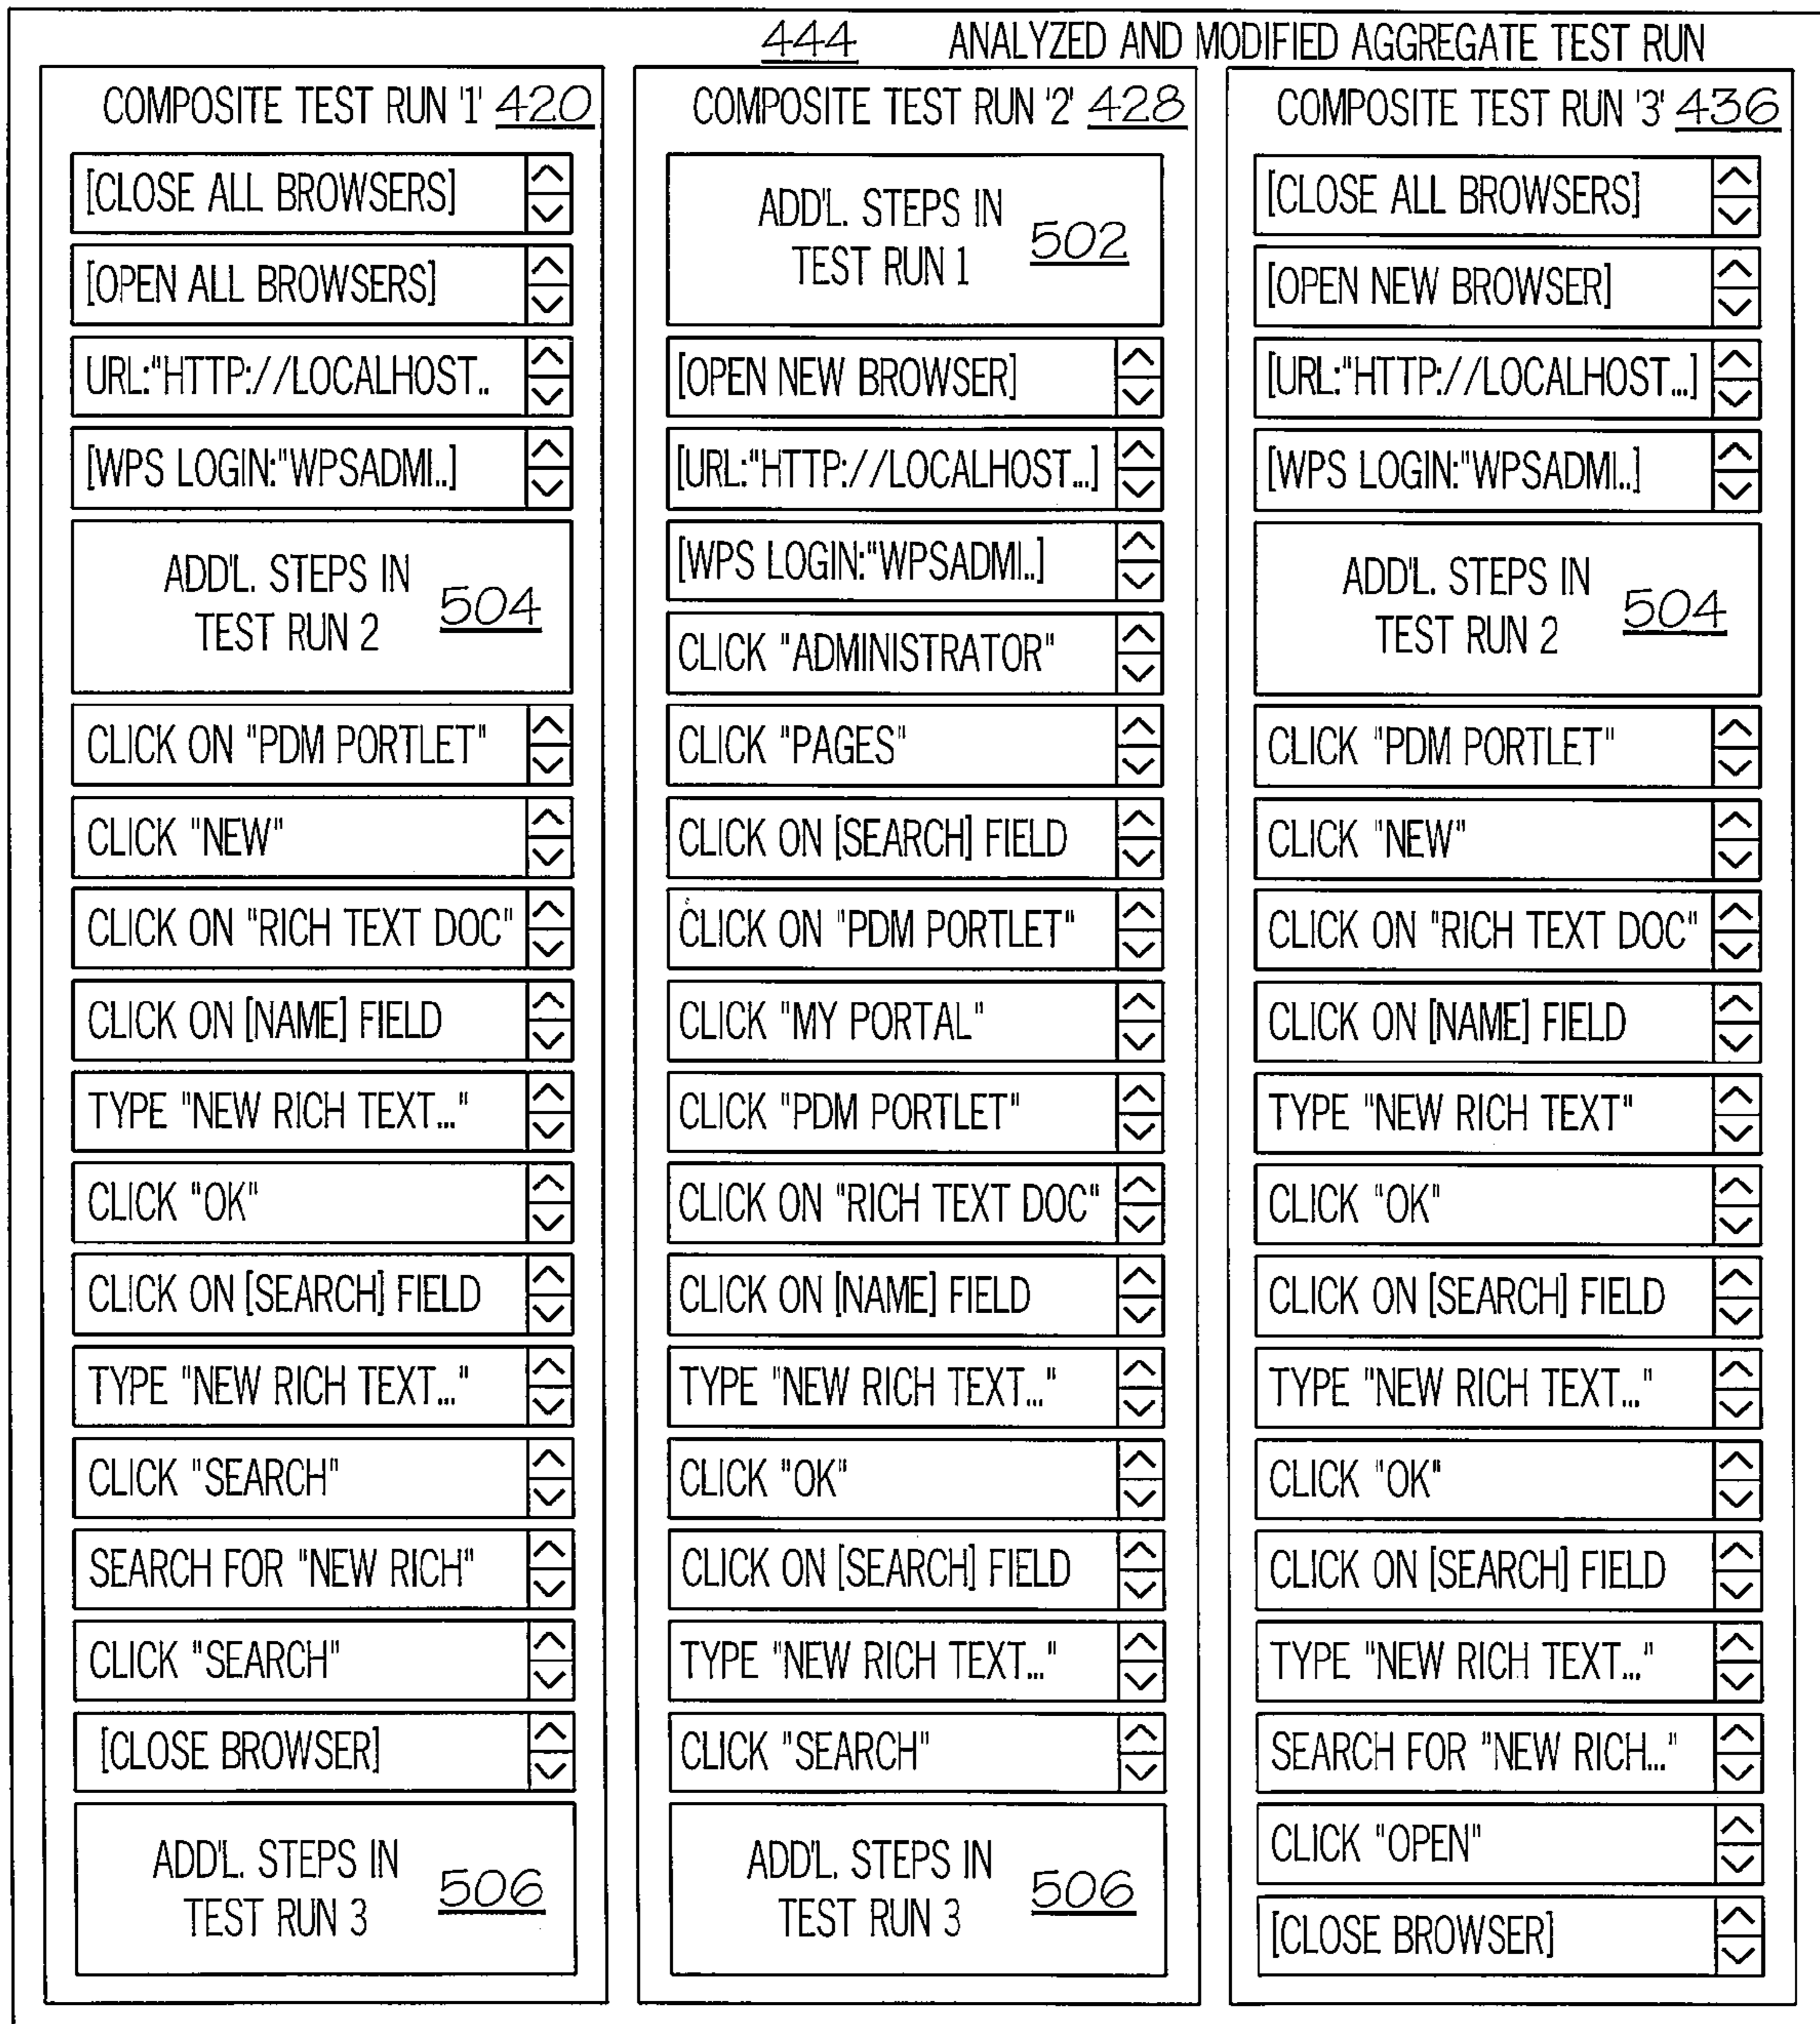 444 ANALYZED AND MODIFIED AGGREGATE TEST RUN
COMPOSITE TEST RUN '1' 420
[CLOSE ALL BROWSERS]
[OPEN ALL BROWSERS]
URL:"HTTP://LOCALHOST..
[WPS LOGIN:"WPSADMI..]
ADD'L. STEPS IN
TEST RUN 2
504
CLICK ON "PDM PORTLET"
CLICK "NEW"
CLICK ON "RICH TEXT DOC"
CLICK ON [NAME] FIELD
TYPE "NEW RICH TEXT..."
CLICK "OK"
CLICK ON [SEARCH] FIELD
TYPE "NEW RICH TEXT..."
CLICK "SEARCH"
SEARCH FOR "NEW RICH"
CLICK "SEARCH"
[CLOSE BROWSER]
ADD'L. STEPS IN
TEST RUN 3
506
COMPOSITE TEST RUN '2' 428
ADD'L. STEPS IN
TEST RUN 1
502
[OPEN NEW BROWSER]
[URL:"HTTP://LOCALHOST...]
[WPS LOGIN:"WPSADMI..]
CLICK "ADMINISTRATOR"
CLICK "PAGES"
CLICK ON [SEARCH] FIELD
CLICK ON "PDM PORTLET"
CLICK "MY PORTAL"
CLICK "PDM PORTLET"
CLICK ON "RICH TEXT DOC"
CLICK ON [NAME] FIELD
TYPE "NEW RICH TEXT..."
CLICK "OK"
CLICK ON [SEARCH] FIELD
TYPE "NEW RICH TEXT..."
CLICK "SEARCH"
ADD'L. STEPS IN
TEST RUN 3
506
COMPOSITE TEST RUN '3' 436
[CLOSE ALL BROWSERS]
[OPEN NEW BROWSER]
[URL:"HTTP://LOCALHOST...]
[WPS LOGIN:"WPSADMI..]
ADD'L. STEPS IN
TEST RUN 2
504
CLICK "PDM PORTLET"
CLICK "NEW"
CLICK ON "RICH TEXT DOC"
CLICK ON [NAME] FIELD
TYPE "NEW RICH TEXT"
CLICK "OK"
CLICK ON [SEARCH] FIELD
TYPE "NEW RICH TEXT..."
CLICK "OK"
CLICK ON [SEARCH] FIELD
TYPE "NEW RICH TEXT..."
SEARCH FOR "NEW RICH..."
CLICK "OPEN"
[CLOSE BROWSER]